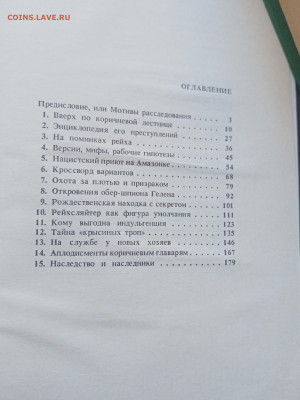 COINS.SU.RU
ОГЛАВЛЕНИЕ
Предисловие, или Мотивы расследования . . . . . 3
1. Вверх по коричневой лестнице . . . . . . . 10
2. Энциклопедия его преступлений . . . . . . 27
3. На поминках рейха . . . . . . . . . . 36
4. Версии, мифы, рабочие гипотезы . . . . . . 45
5. Нацистский приют на Амазонке . . . . . . . 54
6. Кроссворд вариантов . . . . . . . . . . 68
7. Охота за плотью и призраком . . . . . . . 79
8. Откровения обер-шпиона Гелена . . . . . . 92
9. Рождественская находка с секретом . . . . . 101
10. Рейхслейтер как фигура умолчания . . . . . 111
11. Кому выгодна индульгенция . . . . . . . . 123
12. Тайна «крысиных троп» . . . . . . . . . 135
13. На службе у новых хозяев . . . . . . . . 146
14. Аплодисменты коричневым главарям . . . . . 167
15. Наследство и наследники . . . . . . . . 179